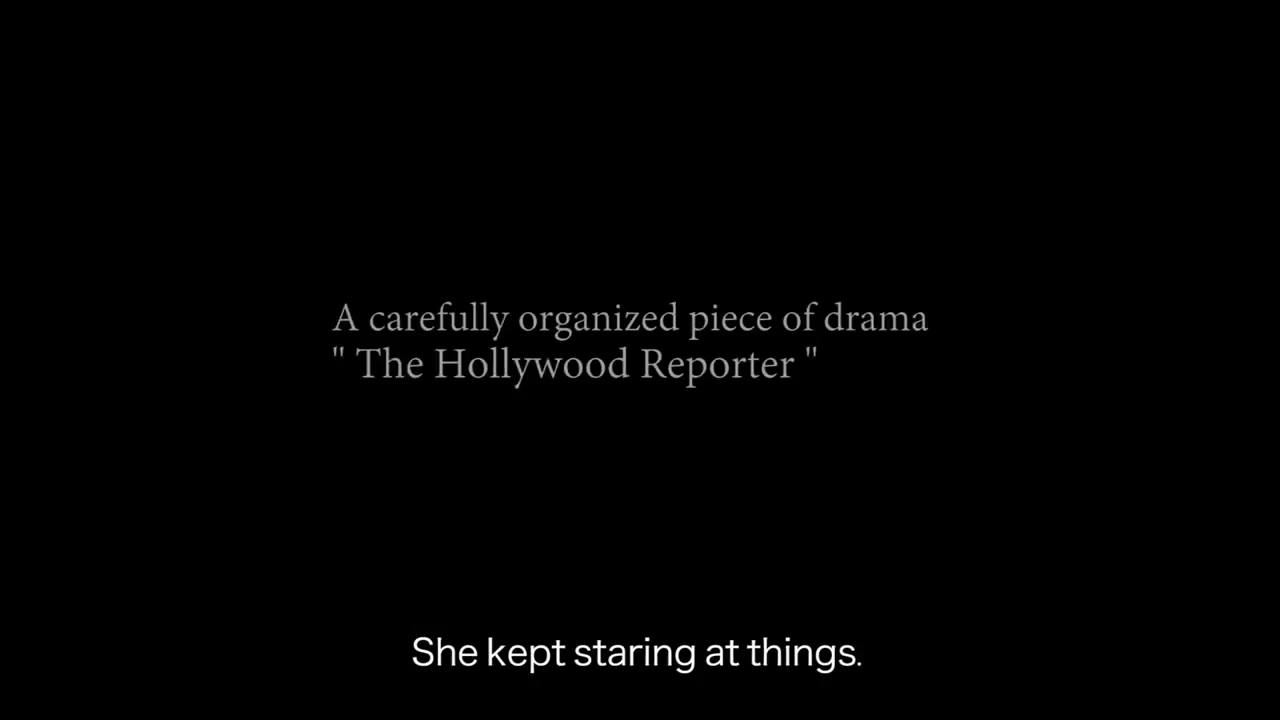 A carefully organized piece of drama
" The Hollywood Reporter "
She kept staring at things.